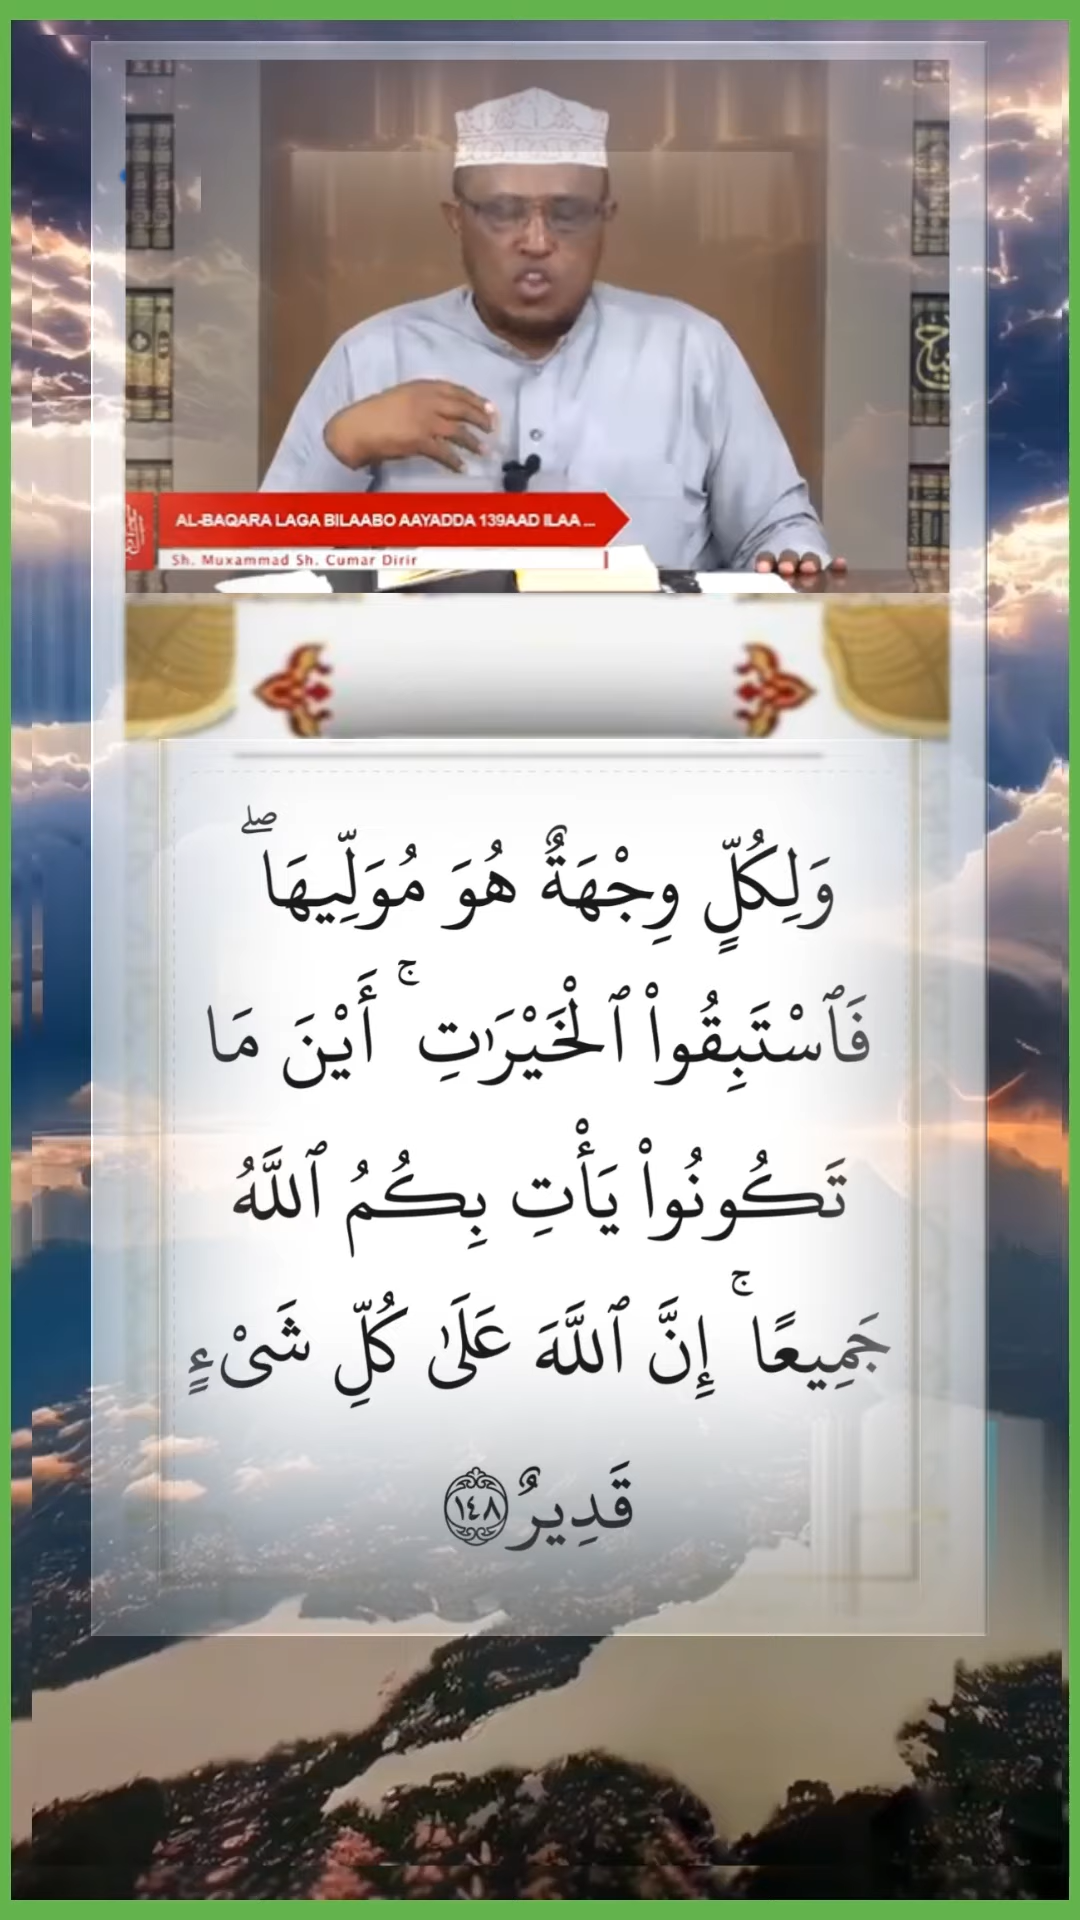 AL-BAQARA LAGA BILAABO AAYADDA 139AAD ILAA ...
Sh. Muxammad Sh. Cumar Dirir
وَلِكُلٍّ وِجْهَةٌ هُوَ مُوَلِّيهَا ۖ
فَٱسْتَبِقُوا۟ ٱلْخَيْرَٰتِ ۚ أَيْنَ مَا
تَكُونُوا۟ يَأْتِ بِكُمُ ٱللَّهُ
جَمِيعًا ۚ إِنَّ ٱللَّهَ عَلَىٰ كُلِّ شَىْءٍ
قَدِيرٌ ١٤٨